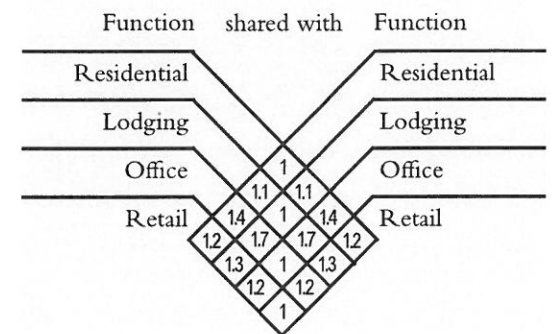 Function shared with Function
Residential Residential
Lodging Lodging
1
Office 1.1 1.1 Office
1.4 1 1.4
Retail 1.2 1.7 1.7 1.2 Retail
1.3 1 1.3
1.2 1.2
1